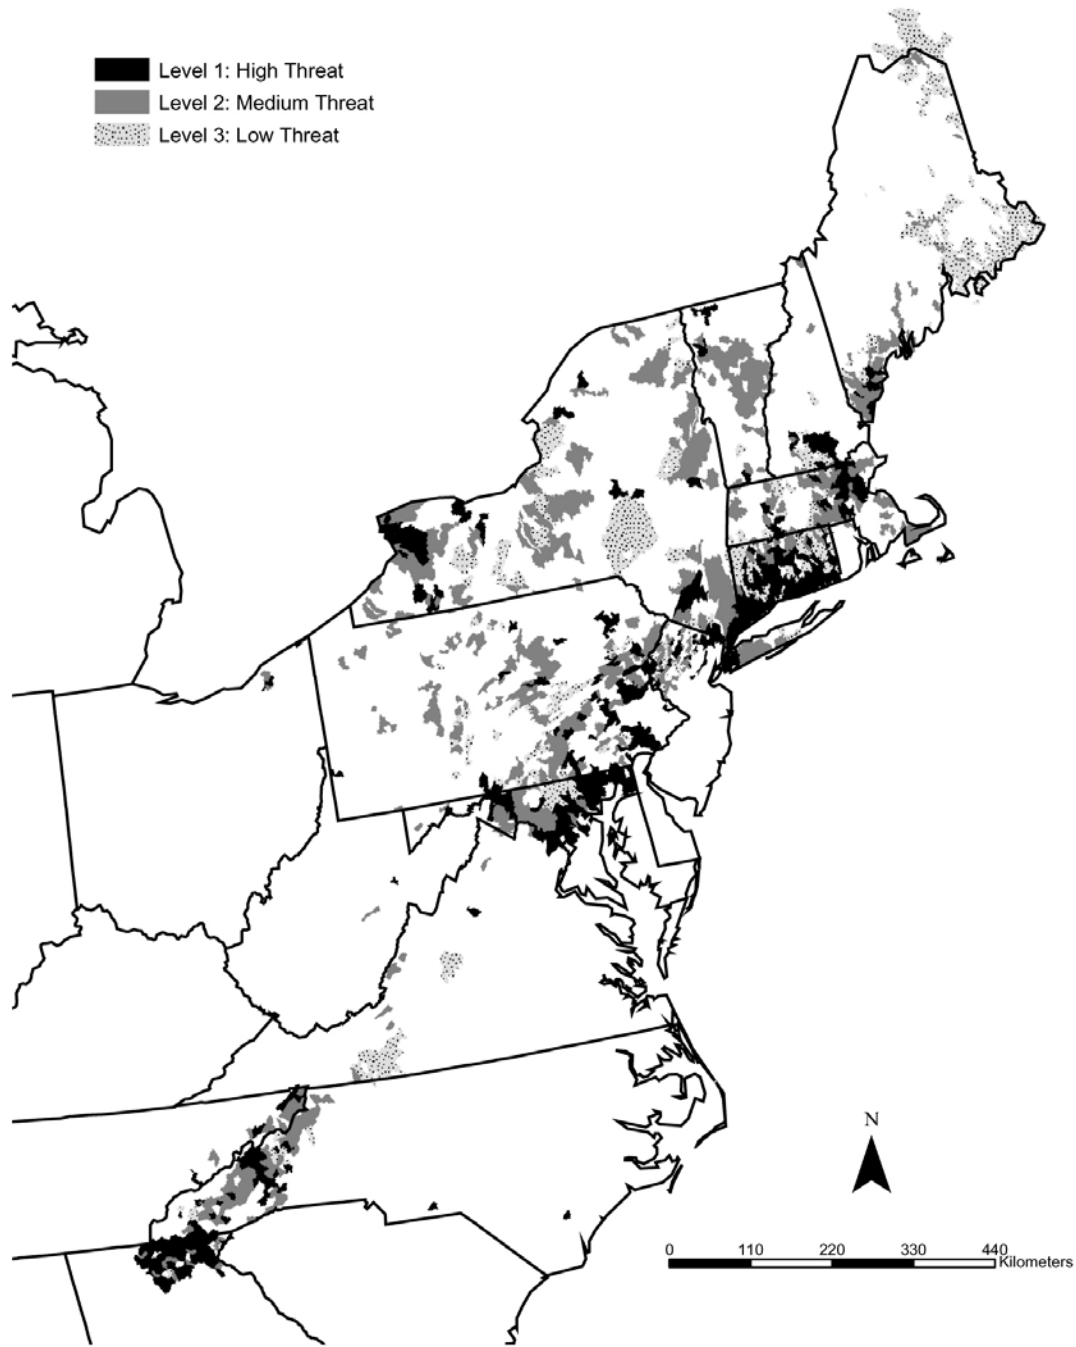 Level 1: High Threat
Level 2: Medium Threat
Level 3: Low Threat
N
0 110 220 330 440
Kilometers